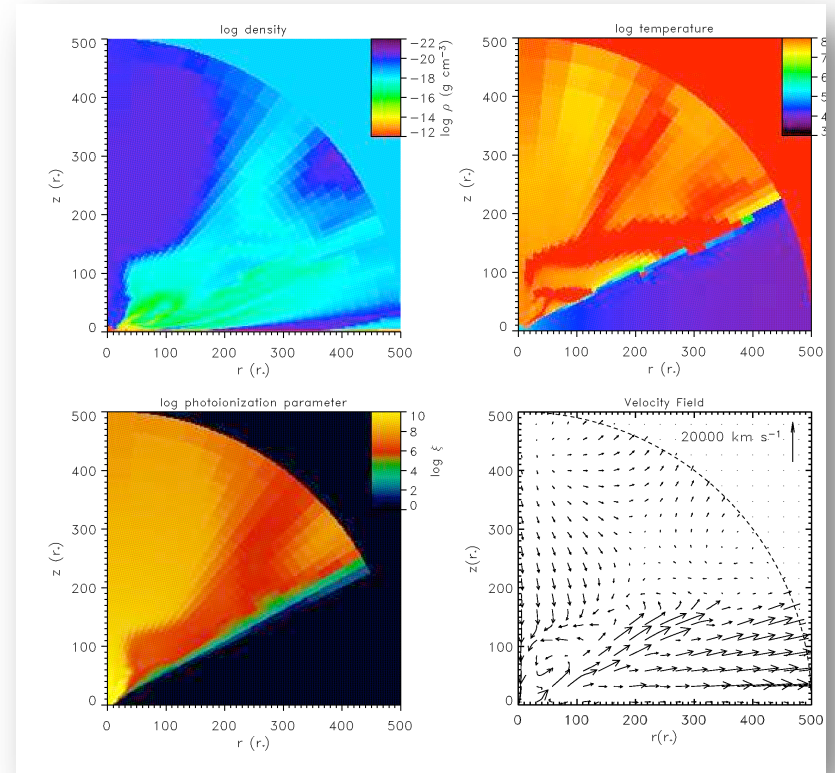 log density
500
400
300
200
100
0
z (r.)
0 100 200 300 400 500
r (r.)
-22
-20
-18
-16
-14
-12
log ρ (g cm⁻³)
log temperature
500
400
300
200
100
0
z (r.)
0 100 200 300 400 500
r (r.)
8
7
6
5
4
3
log photoionization parameter
500
400
300
200
100
0
z (r.)
0 100 200 300 400 500
r (r.)
10
8
6
4
2
0
log ξ
Velocity Field
20000 km s⁻¹
500
400
300
200
100
0
z(r.)
0 100 200 300 400 500
r(r.)